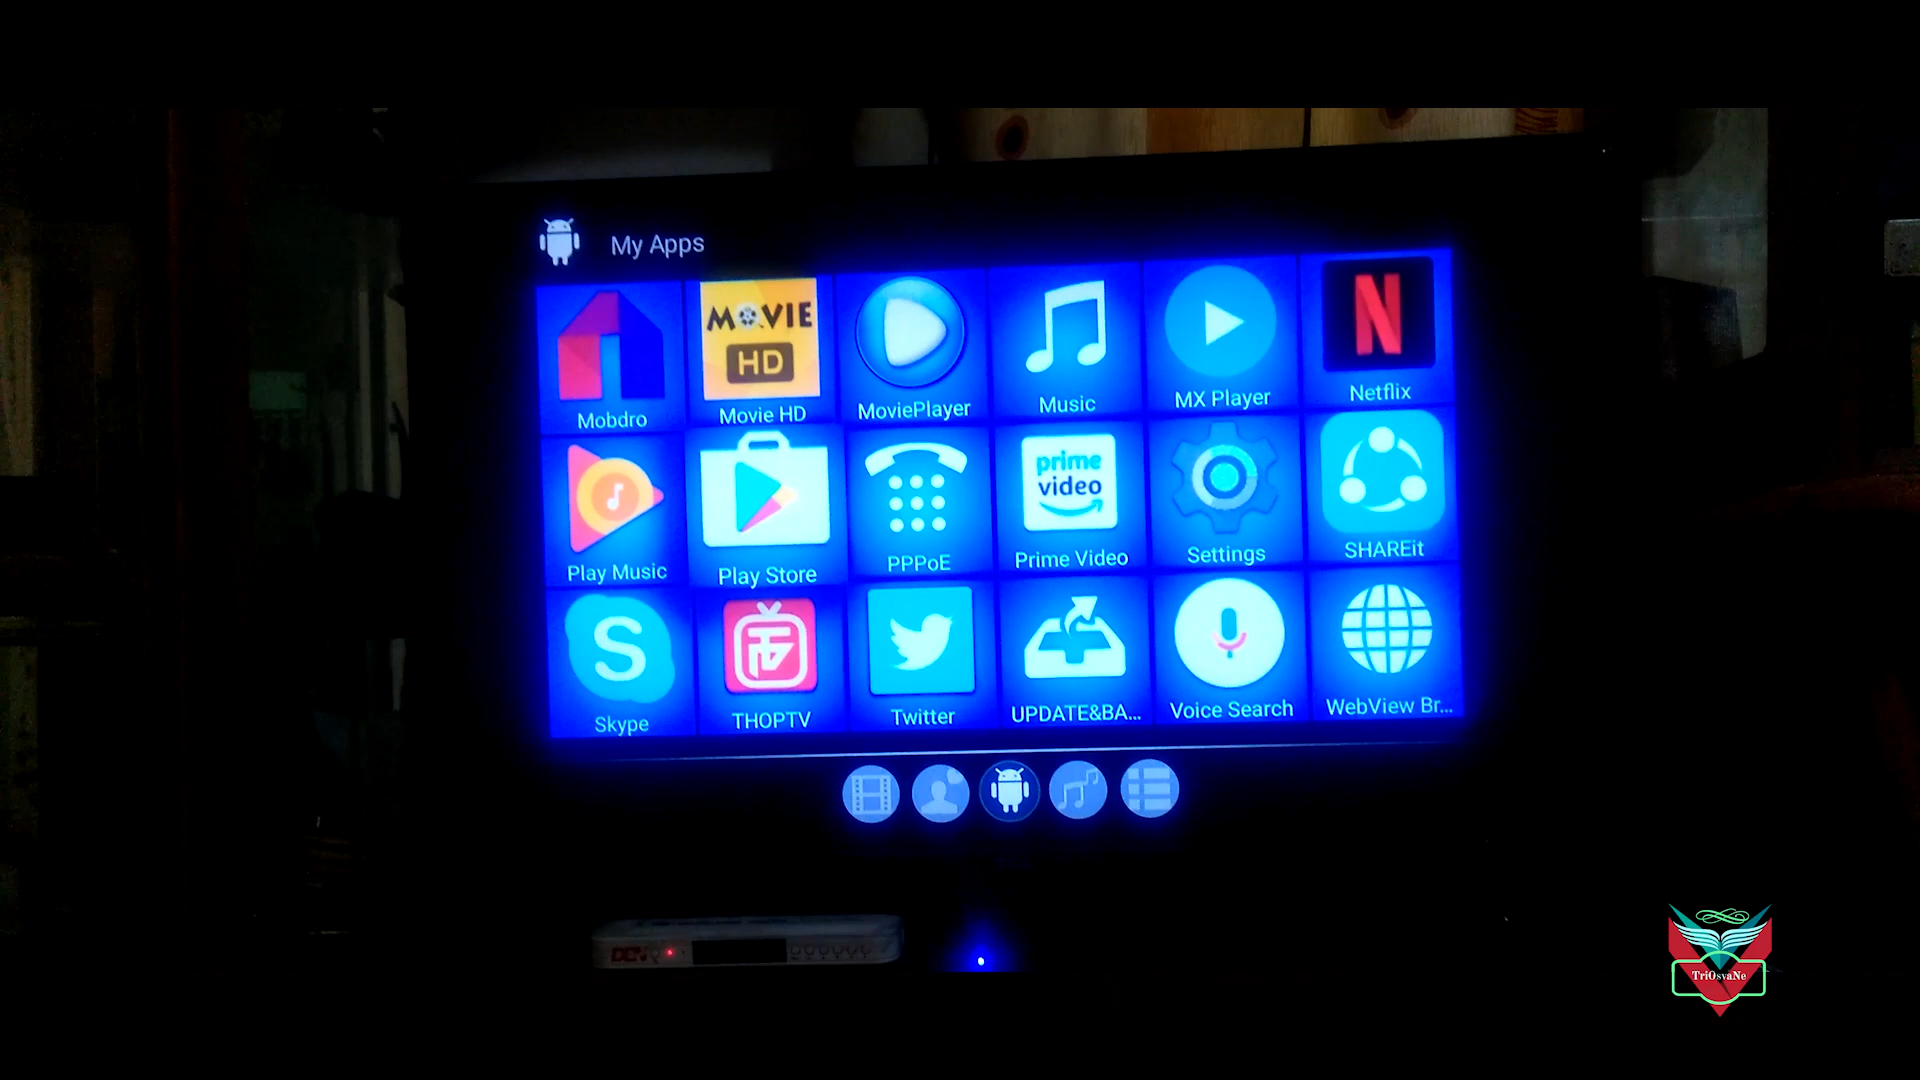 My Apps
MOVIE
HD
N
Mobdro
Movie HD
MoviePlayer
Music
MX Player
Netflix
prime
video
Play Music
Play Store
PPPoE
Prime Video
Settings
SHAREit
S
Skype
THOPTV
Twitter
UPDATE&BA...
Voice Search
WebView Br...
DEN
TriOsvaNe